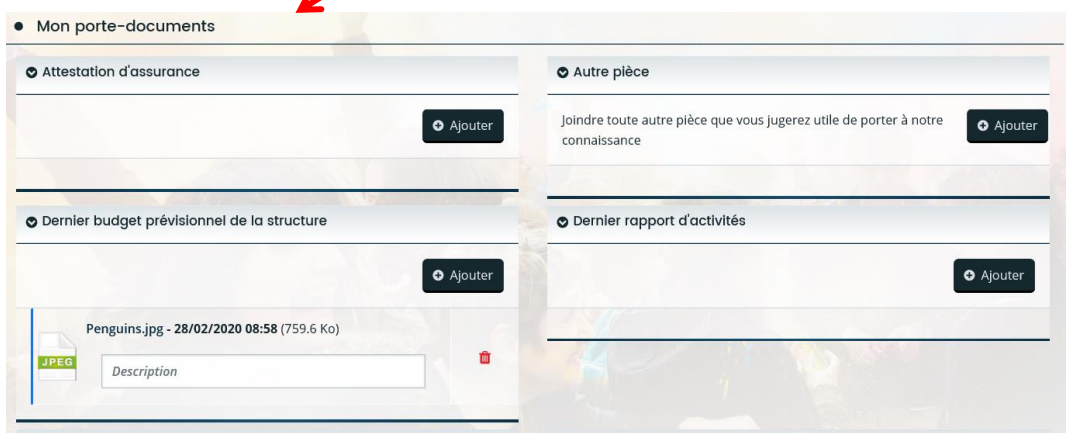 Mon porte-documents
Attestation d'assurance
Ajouter
Autre pièce
Joindre toute autre pièce que vous jugerez utile de porter à notre
connaissance
Ajouter
Dernier budget prévisionnel de la structure
Ajouter
Penguins.jpg - 28/02/2020 08:58 (759.6 Ko)
JPEG
Description
Dernier rapport d'activités
Ajouter